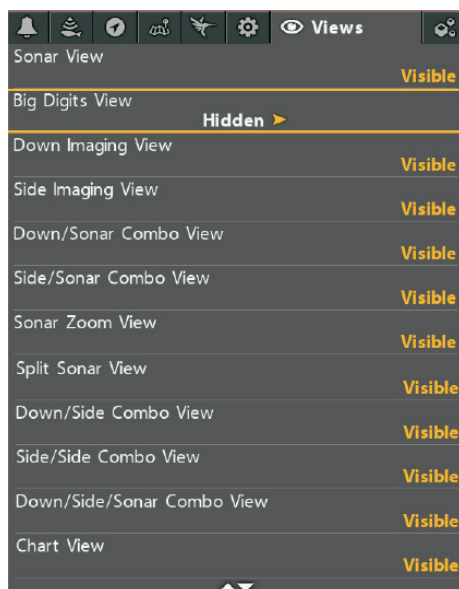 Views
Sonar View
Visible
Big Digits View
Hidden
Down Imaging View
Visible
Side Imaging View
Visible
Down/Sonar Combo View
Visible
Side/Sonar Combo View
Visible
Sonar Zoom View
Visible
Split Sonar View
Visible
Down/Side Combo View
Visible
Side/Side Combo View
Visible
Down/Side/Sonar Combo View
Visible
Chart View
Visible